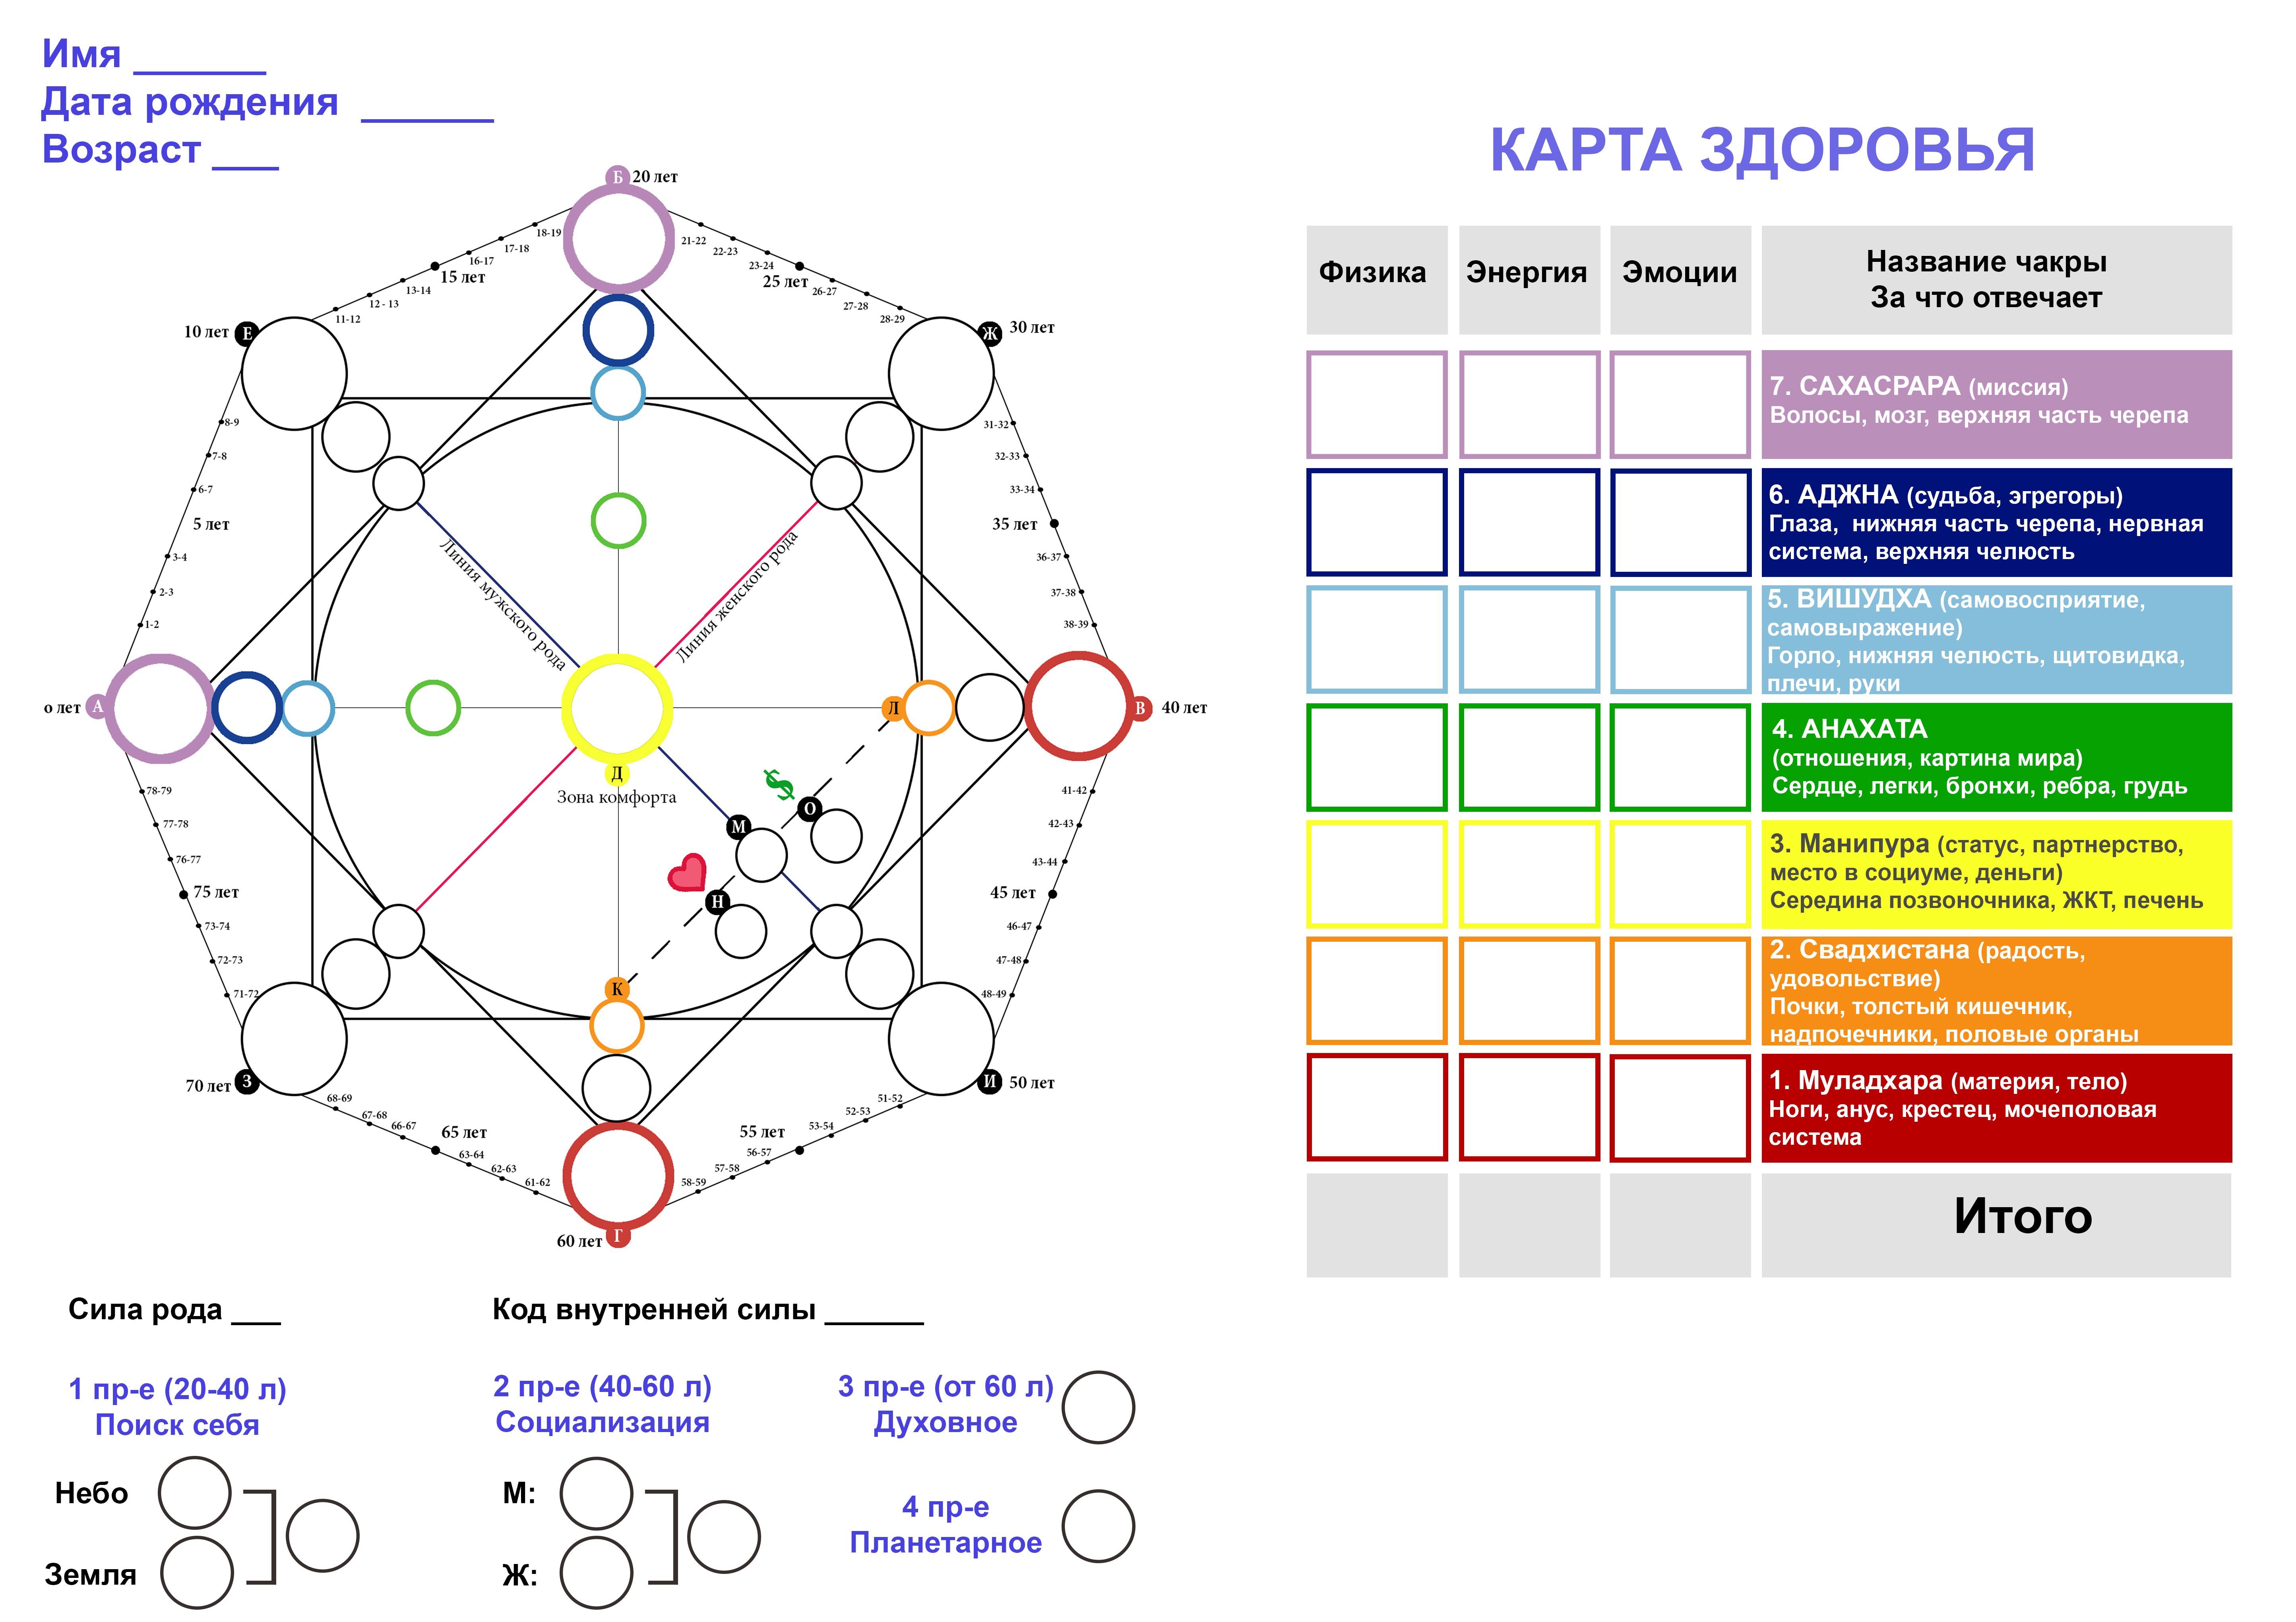 Имя ______
Дата рождения ______
Возраст ___
КАРТА ЗДОРОВЬЯ
Б 20 лет
18-19
17-18
16-17
15 лет
13-14
12 - 13
11-12
10 лет Е
8-9
7-8
6-7
5 лет
3-4
2-3
1-2
0 лет А
21-22
22-23
23-24
25 лет
26-27
27-28
28-29
Ж 30 лет
31-32
32-33
33-34
35 лет
36-37
37-38
38-39
В 40 лет
Линия мужского рода
Линия женского рода
Д
Зона комфорта
Л
$
О
М
Н
К
78-79
77-78
76-77
75 лет
73-74
72-73
71-72
70 лет З
68-69
67-68
66-67
65 лет
63-64
62-63
61-62
60 лет Г
41-42
42-43
43-44
45 лет
46-47
47-48
48-49
И 50 лет
51-52
52-53
53-54
55 лет
56-57
57-58
58-59
Физика Энергия Эмоции
Название чакры
За что отвечает
7. САХАСРАРА (миссия)
Волосы, мозг, верхняя часть черепа
6. АДЖНА (судьба, эгрегоры)
Глаза, нижняя часть черепа, нервная
система, верхняя челюсть
5. ВИШУДХА (самовосприятие,
самовыражение)
Горло, нижняя челюсть, щитовидка,
плечи, руки
4. АНАХАТА
(отношения, картина мира)
Сердце, легки, бронхи, ребра, грудь
3. Манипура (статус, партнерство,
место в социуме, деньги)
Середина позвоночника, ЖКТ, печень
2. Свадхистана (радость,
удовольствие)
Почки, толстый кишечник,
надпочечники, половые органы
1. Муладхара (материя, тело)
Ноги, анус, крестец, мочеполовая
система
Итого
Сила рода ___
Код внутренней силы ______
1 пр-е (20-40 л)
Поиск себя
Небо
Земля
2 пр-е (40-60 л)
Социализация
М:
Ж:
3 пр-е (от 60 л)
Духовное
4 пр-е
Планетарное